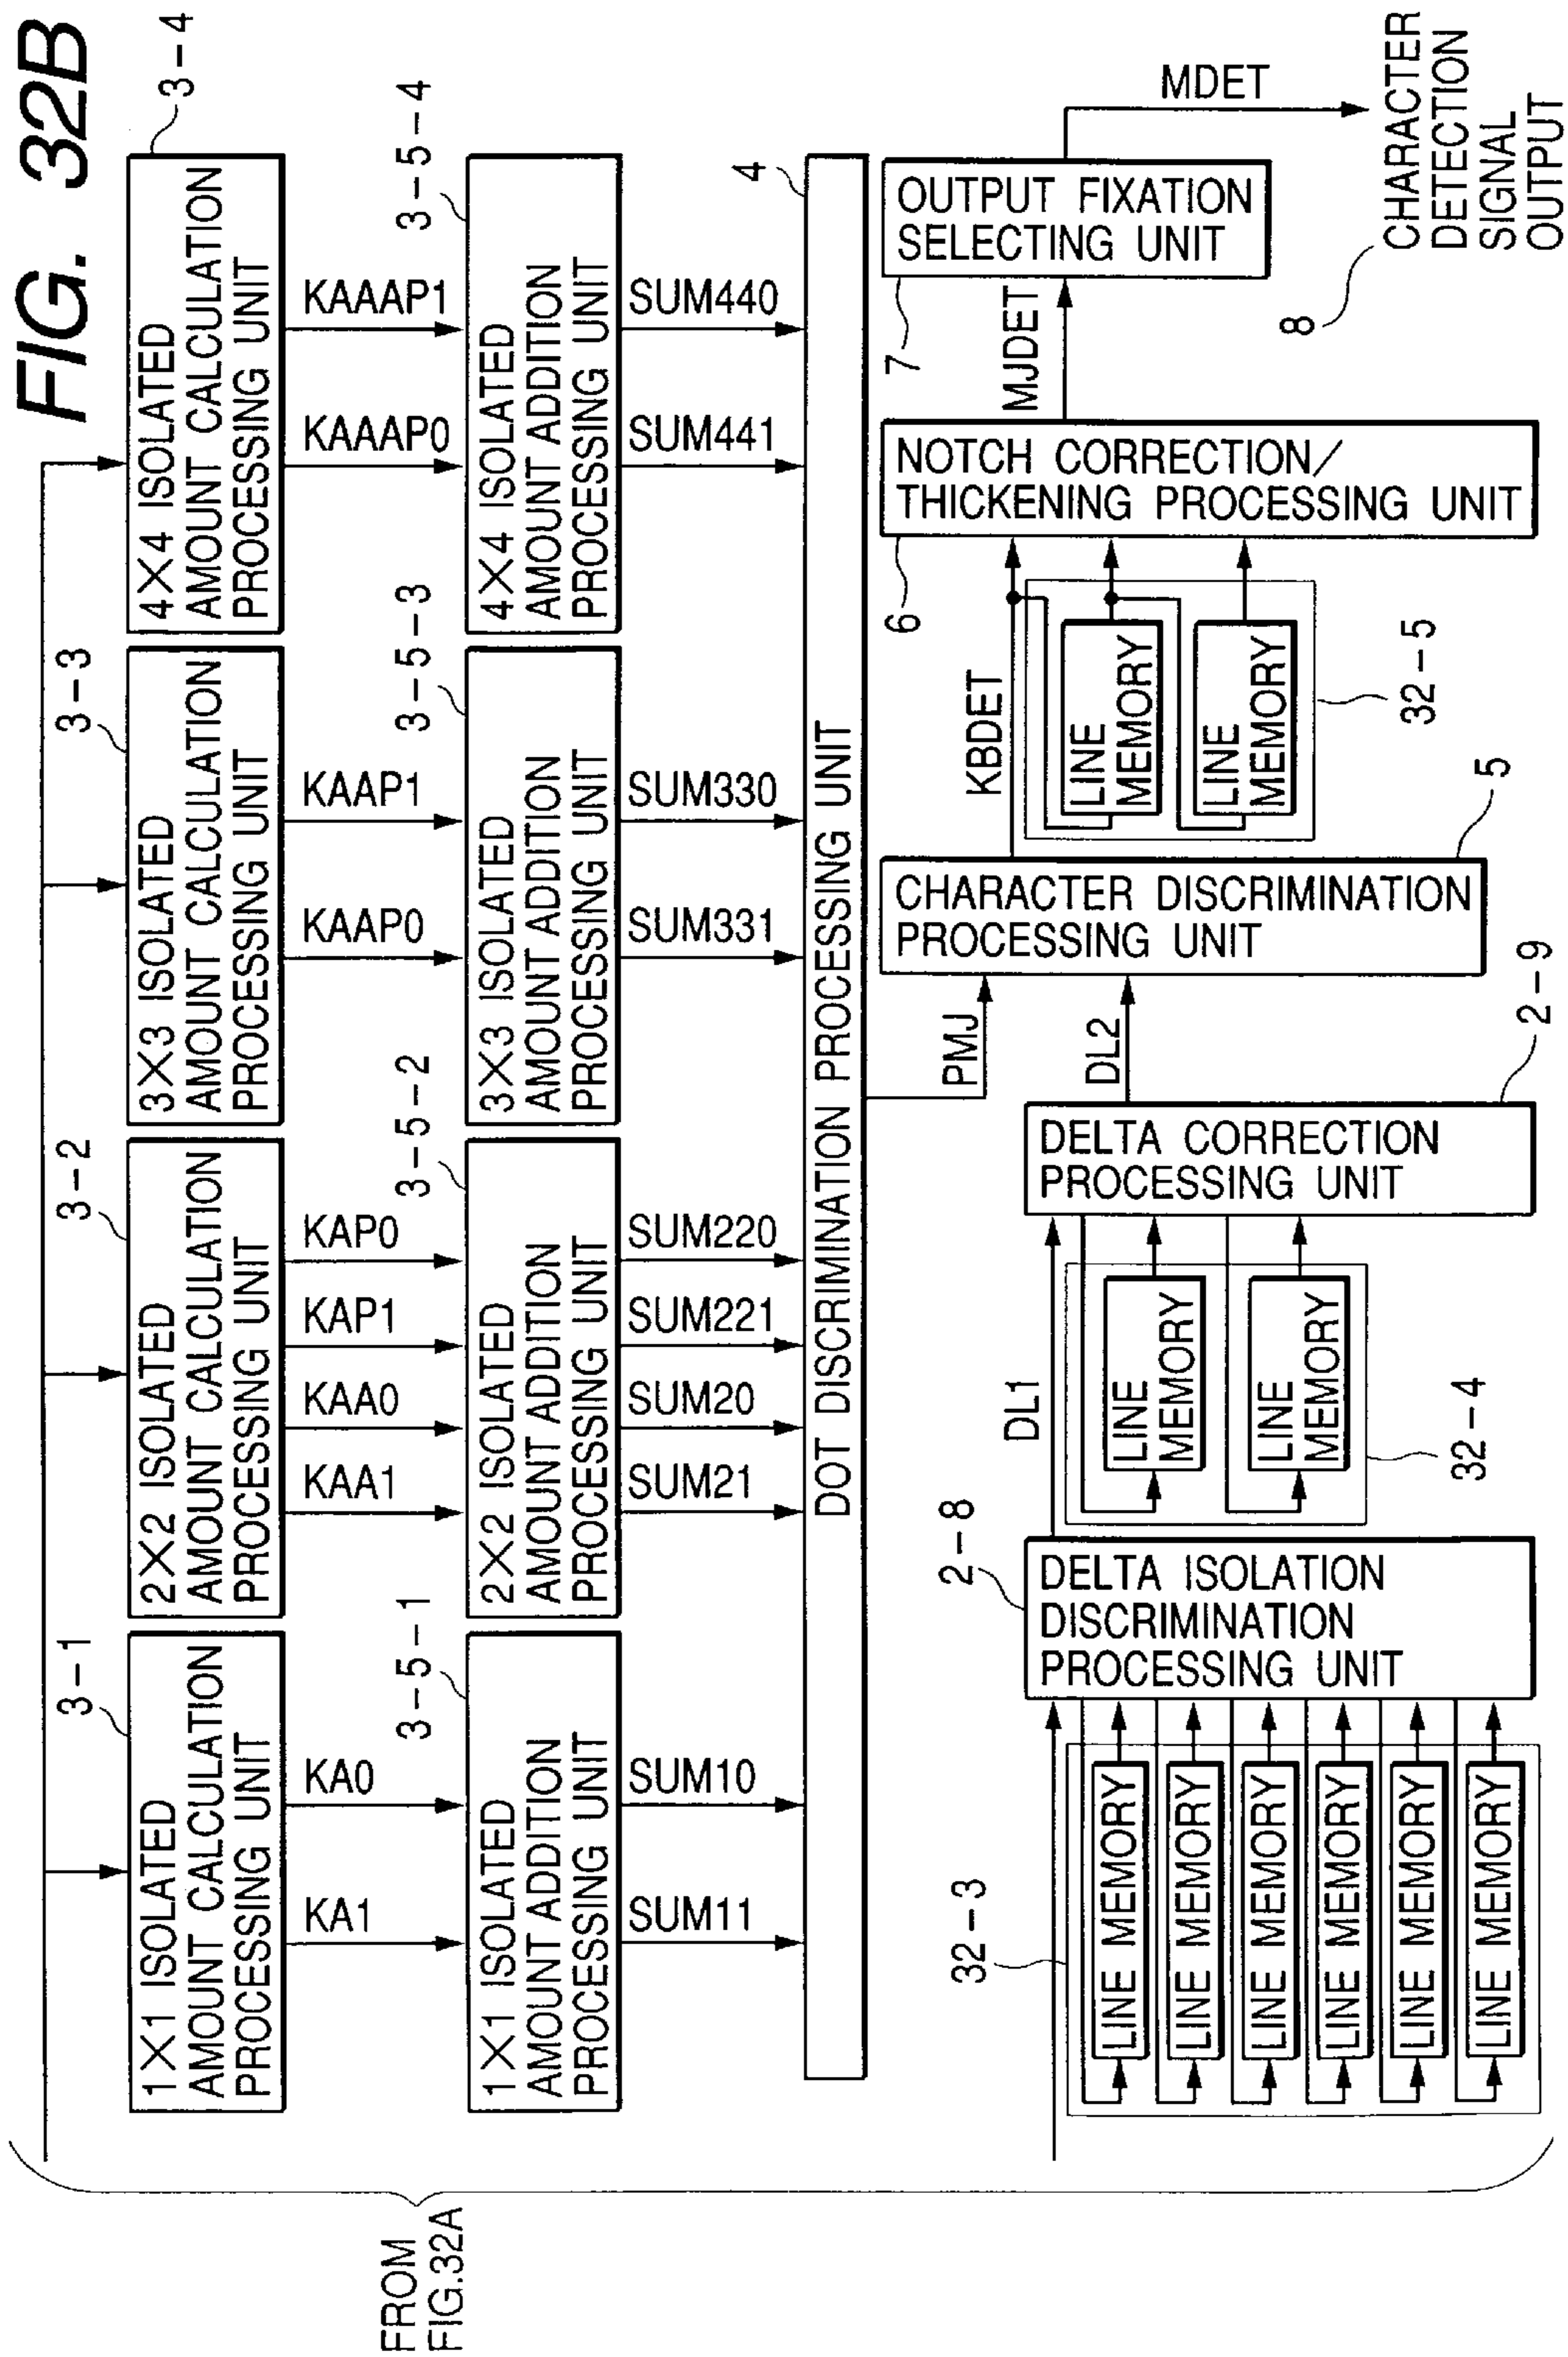 FIG. 32B
FROM
FIG.32A
3-1
1×1 ISOLATED
AMOUNT CALCULATION
PROCESSING UNIT
3-2
2×2 ISOLATED
AMOUNT CALCULATION
PROCESSING UNIT
3-3
3×3 ISOLATED
AMOUNT CALCULATION
PROCESSING UNIT
3-4
4×4 ISOLATED
AMOUNT CALCULATION
PROCESSING UNIT
KA1
KA0
KAA1
KAA0
KAP1
KAP0
KAAP0
KAAP1
KAAAP0
KAAAP1
3-5-1
1×1 ISOLATED
AMOUNT ADDITION
PROCESSING UNIT
3-5-2
2×2 ISOLATED
AMOUNT ADDITION
PROCESSING UNIT
3-5-3
3×3 ISOLATED
AMOUNT ADDITION
PROCESSING UNIT
3-5-4
4×4 ISOLATED
AMOUNT ADDITION
PROCESSING UNIT
SUM11
SUM10
SUM21
SUM20
SUM221
SUM220
SUM331
SUM330
SUM441
SUM440
4
DOT DISCRIMINATION PROCESSING UNIT
32-3
LINE MEMORY
LINE MEMORY
LINE MEMORY
LINE MEMORY
LINE MEMORY
LINE MEMORY
2-8
DELTA ISOLATION
DISCRIMINATION
PROCESSING UNIT
DL1
LINE
MEMORY
LINE
MEMORY
32-4
DELTA CORRECTION
PROCESSING UNIT
2-9
PMJ
DL2
CHARACTER DISCRIMINATION
PROCESSING UNIT
5
KBDET
LINE
MEMORY
LINE
MEMORY
32-5
6
NOTCH CORRECTION/
THICKENING PROCESSING UNIT
MJDET
7
OUTPUT FIXATION
SELECTING UNIT
MDET
8
CHARACTER
DETECTION
SIGNAL
OUTPUT